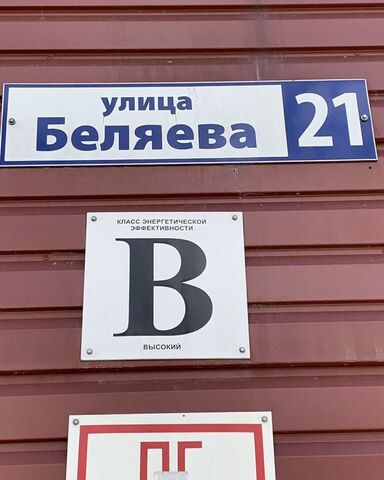 улица
Беляева 21
КЛАСС ЭНЕРГЕТИЧЕСКОЙ
ЭФФЕКТИВНОСТИ
B
ВЫСОКИЙ
ПГ